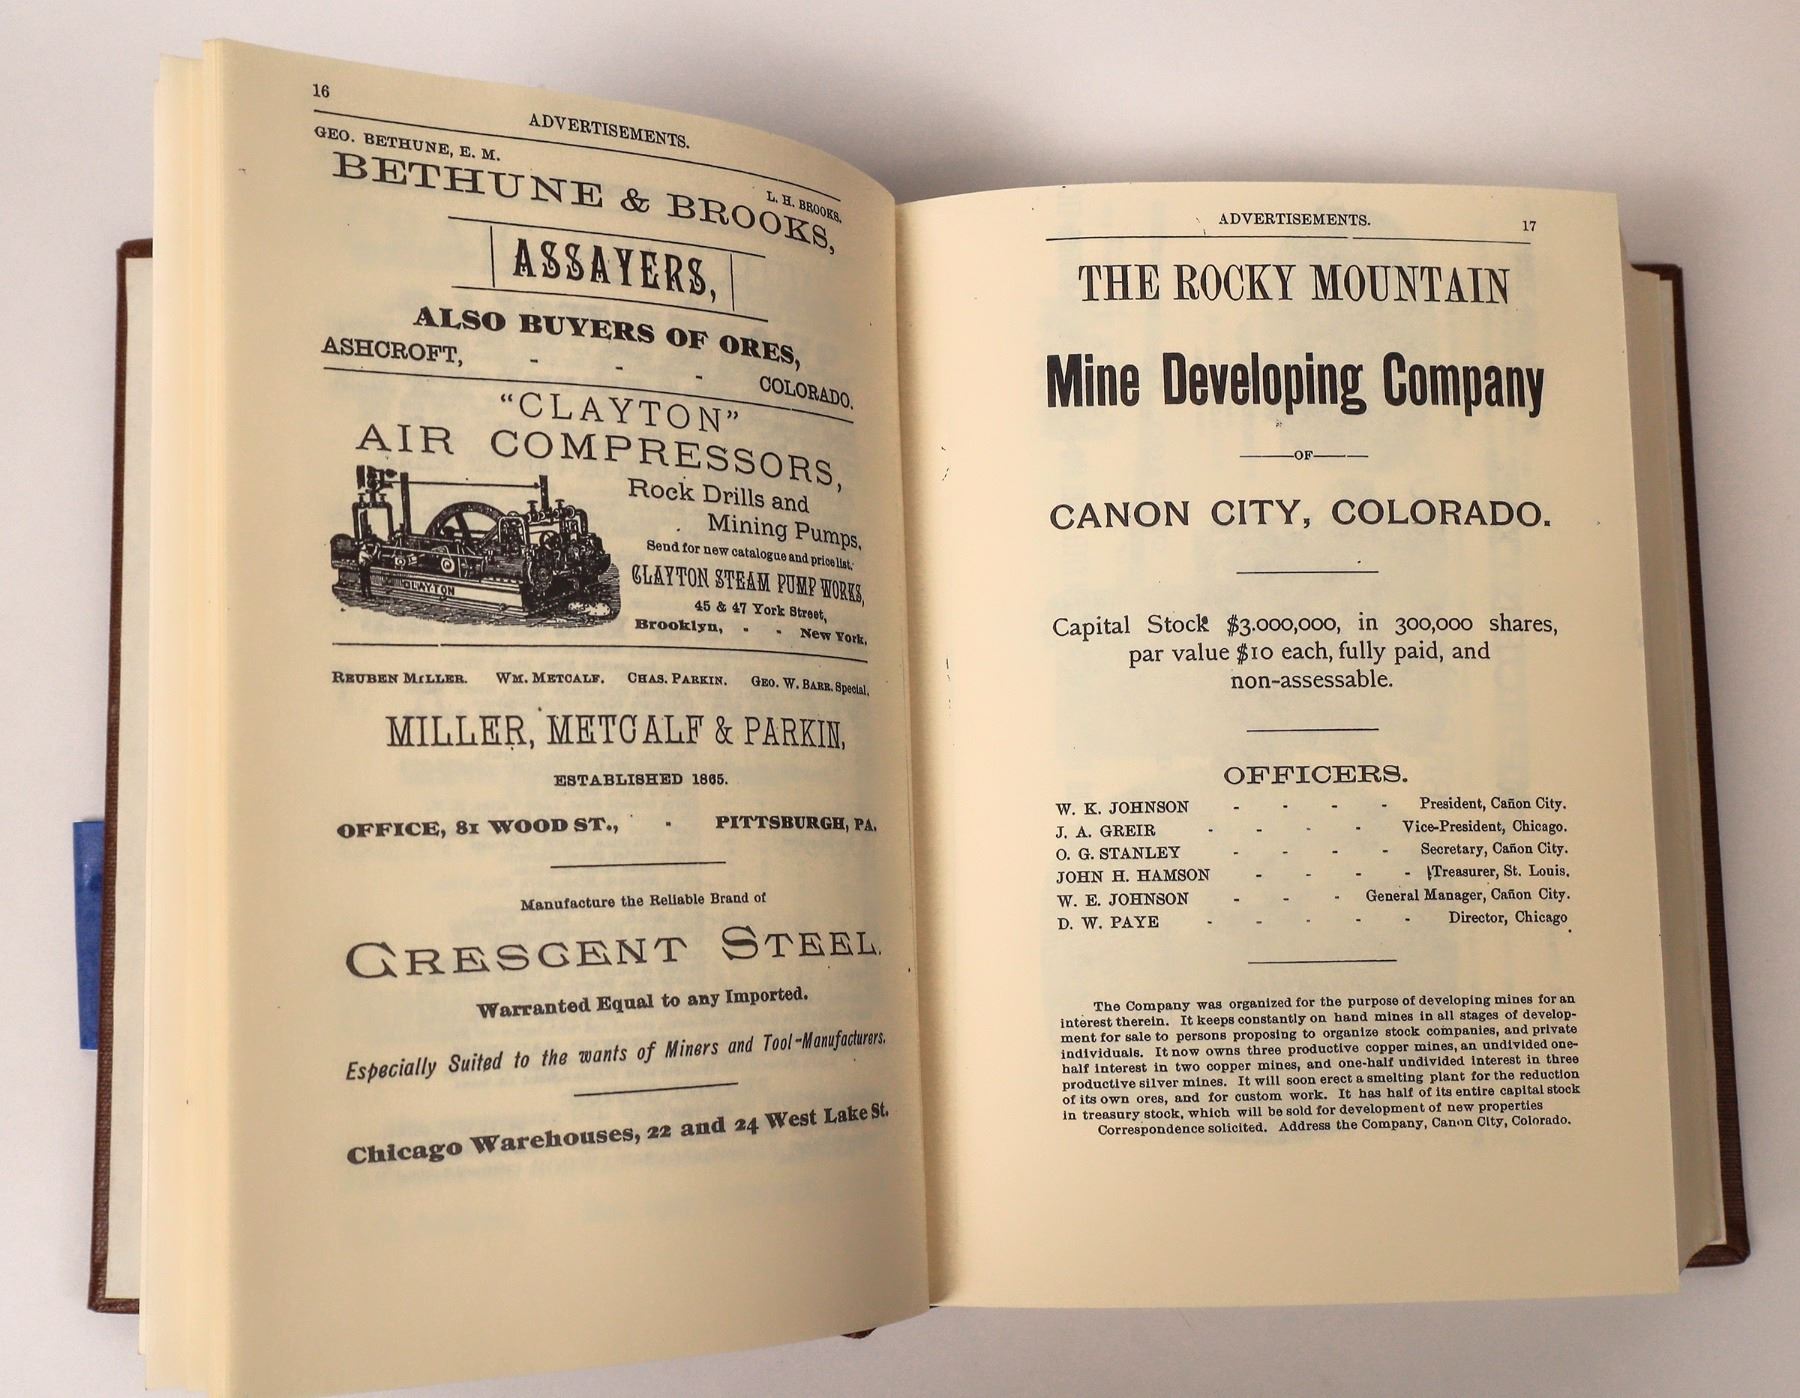 16
ADVERTISEMENTS.
GEO. BETHUNE, E. M.
L. H. BROOKS.
BETHUNE & BROOKS,
ASSAYERS,
ALSO BUYERS OF ORES,
ASHCROFT, - - - COLORADO.
"CLAYTON"
AIR COMPRESSORS,
Rock Drills and
Mining Pumps,
Send for new catalogue and price list.
CLAYTON STEAM PUMP WORKS,
45 & 47 York Street,
Brooklyn, - - New York.
CLAYTON
REUBEN MILLER. WM. METCALF. CHAS. PARKIN. GEO. W. BARR. Special,
MILLER, METCALF & PARKIN,
ESTABLISHED 1865.
OFFICE, 81 WOOD ST., - PITTSBURGH, PA.
Manufacture the Reliable Brand of
CRESCENT STEEL.
Warranted Equal to any Imported.
Especially Suited to the wants of Miners and Tool-Manufacturers.
Chicago Warehouses, 22 and 24 West Lake St.
ADVERTISEMENTS.
17
THE ROCKY MOUNTAIN
Mine Developing Company
OF
CANON CITY, COLORADO.
Capital Stock $3.000,000, in 300,000 shares,
par value $10 each, fully paid, and
non-assessable.
OFFICERS.
W. K. JOHNSON - - - - President, Cañon City.
J. A. GREIR - - - - Vice-President, Chicago.
O. G. STANLEY - - - - Secretary, Cañon City.
JOHN H. HAMSON - - - - Treasurer, St. Louis.
W. E. JOHNSON - - - General Manager, Cañon City.
D. W. PAYE - - - - - Director, Chicago
The Company was organized for the purpose of developing mines for an
interest therein. It keeps constantly on hand mines in all stages of develop-
ment for sale to persons proposing to organize stock companies, and private
individuals. It now owns three productive copper mines, an undivided one-
half interest in two copper mines, and one-half undivided interest in three
productive silver mines. It will soon erect a smelting plant for the reduction
of its own ores, and for custom work. It has half of its entire capital stock
in treasury stock, which will be sold for development of new properties
Correspondence solicited. Address the Company, Canon City, Colorado.